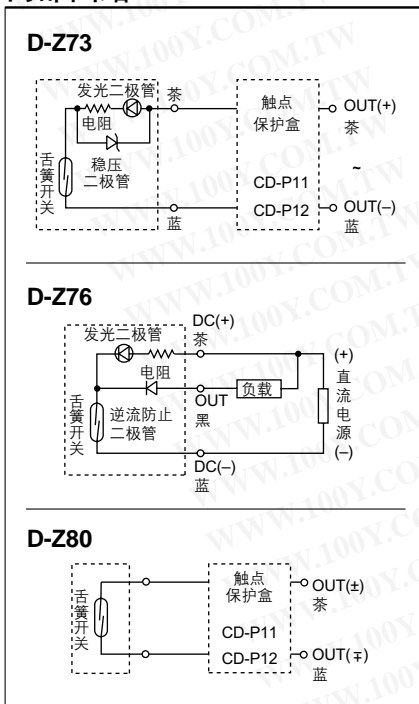 D-Z73
发光二极管
电阻
稳压
二极管
舌簧开关
茶
蓝
触点
保护盒
CD-P11
CD-P12
OUT(+)
茶
~
OUT(–)
蓝
D-Z76
发光二极管
电阻
逆流防止
二极管
舌簧开关
DC(+)
茶
OUT
黑
DC(–)
蓝
负载
(+)
直流电源
(–)
D-Z80
舌簧开关
触点
保护盒
CD-P11
CD-P12
OUT(±)
茶
OUT(∓)
蓝
WWW.100Y.COM.TW